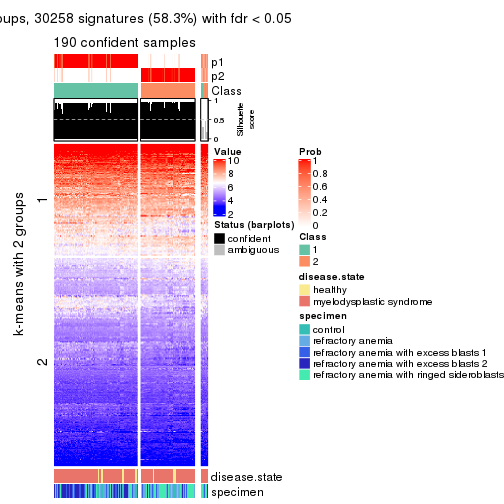 oups, 30258 signatures (58.3%) with fdr < 0.05
190 confident samples
p1
p2
Class
1
0.5
0
Silhouette
score
k-means with 2 groups
1
2
Value
10
8
6
4
2
Status (barplots)
confident
ambiguous
Prob
1
0.8
0.6
0.4
0.2
0
Class
1
2
disease.state
healthy
myelodysplastic syndrome
specimen
control
refractory anemia
refractory anemia with excess blasts 1
refractory anemia with excess blasts 2
refractory anemia with ringed sideroblasts
disease.state
specimen